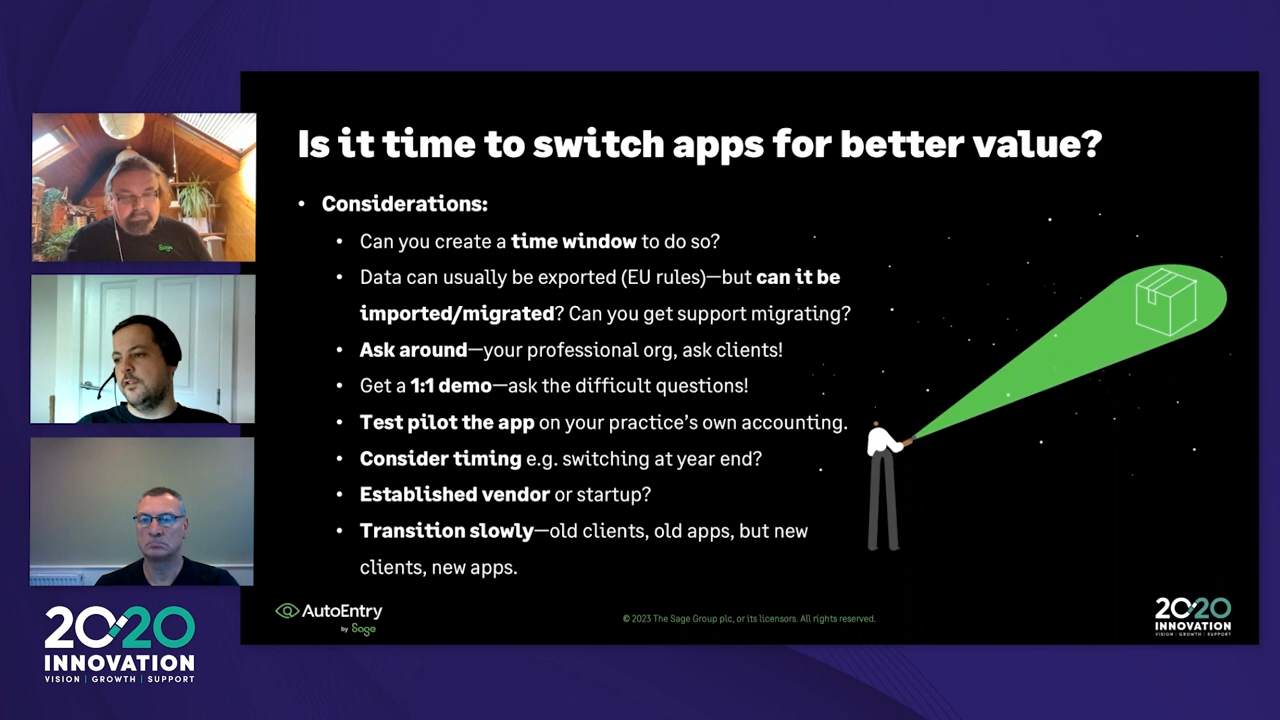 Is it time to switch apps for better value?
• Considerations:
• Can you create a time window to do so?
• Data can usually be exported (EU rules)—but can it be
imported/migrated? Can you get support migrating?
• Ask around—your professional org, ask clients!
• Get a 1:1 demo—ask the difficult questions!
• Test pilot the app on your practice’s own accounting.
• Consider timing e.g. switching at year end?
• Established vendor or startup?
• Transition slowly—old clients, old apps, but new
clients, new apps.
AutoEntry
by Sage
© 2023 The Sage Group plc, or its licensors. All rights reserved.
2020
INNOVATION
VISION | GROWTH | SUPPORT
Sage
2020
INNOVATION
VISION | GROWTH | SUPPORT